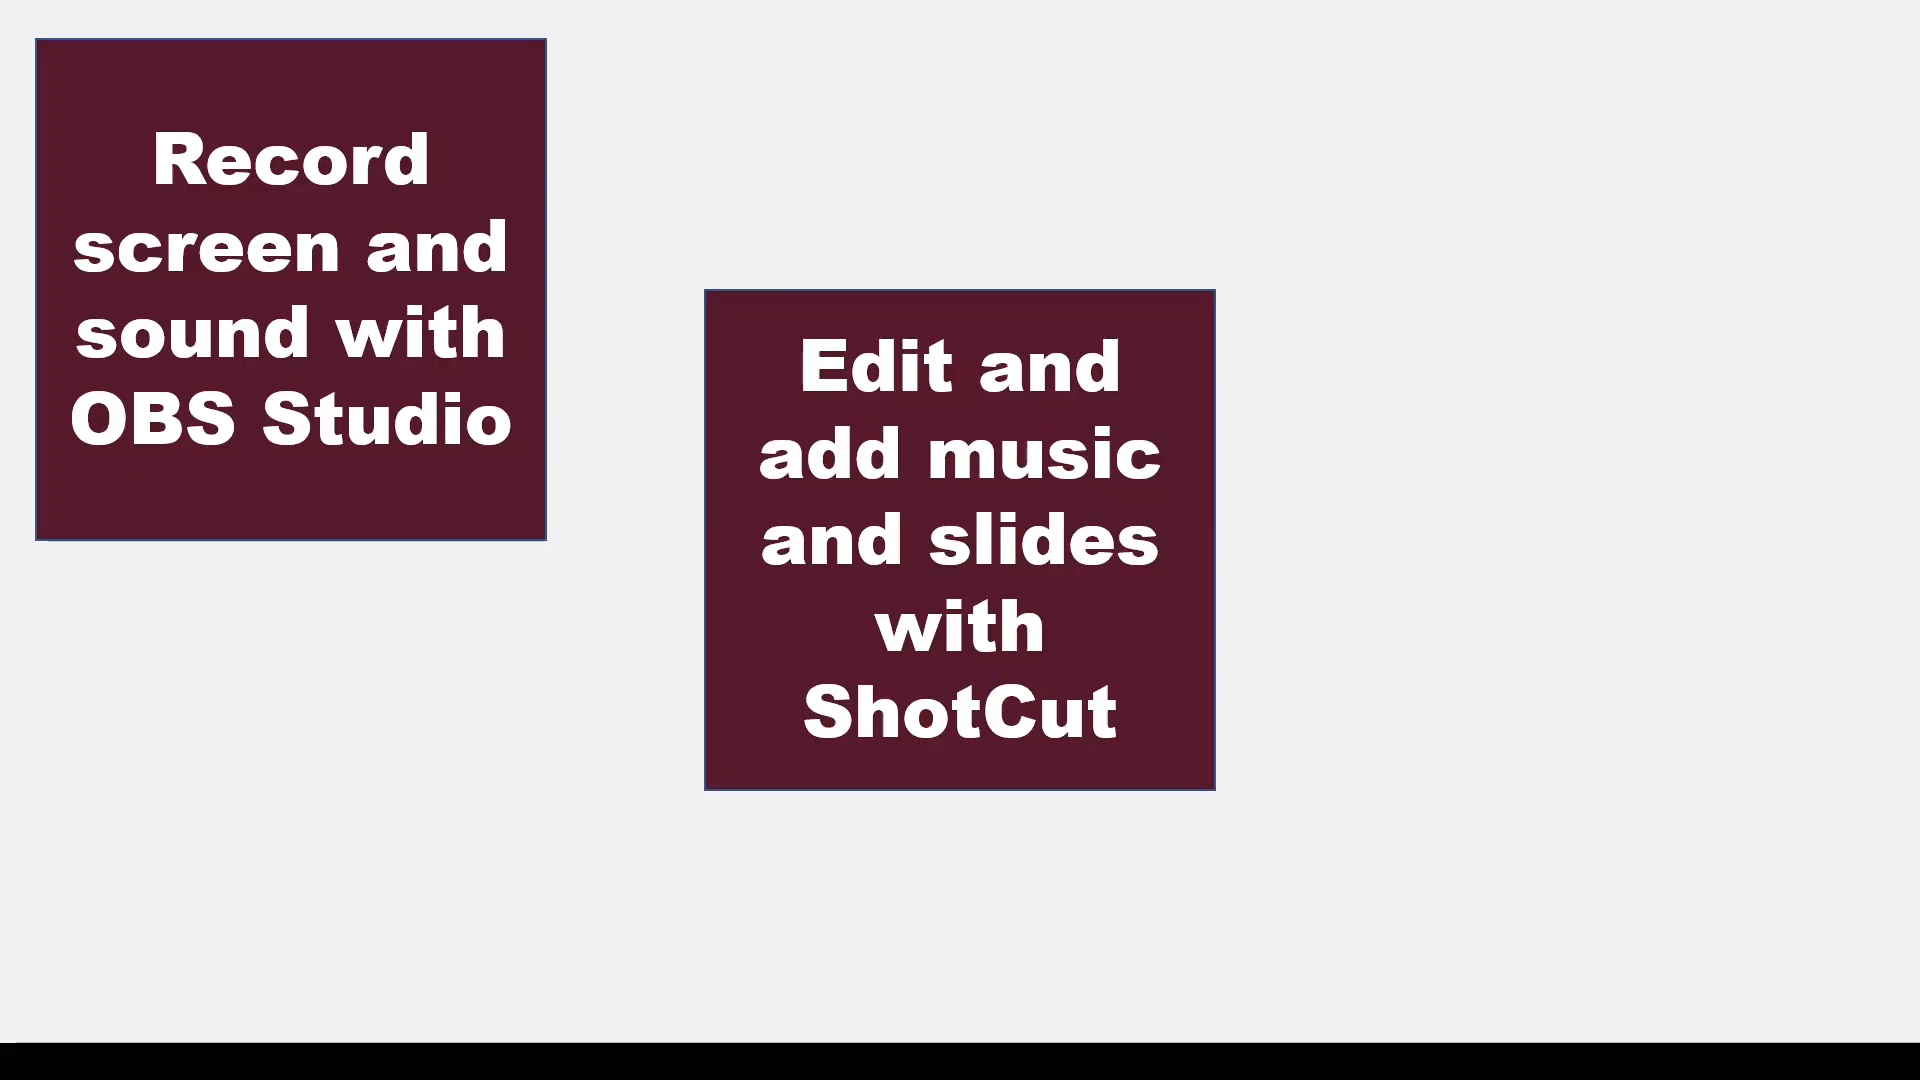 Record
screen and
sound with
OBS Studio
Edit and
add music
and slides
with
ShotCut